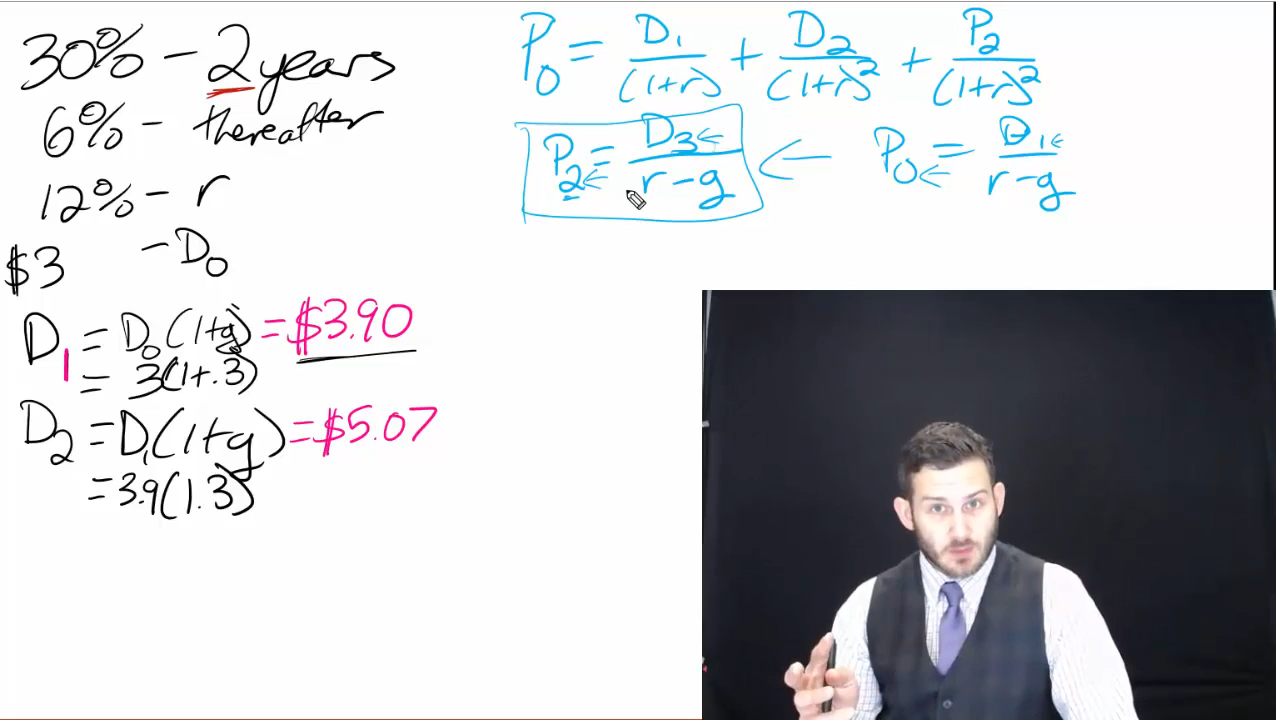 30% - 2 years
6% - thereafter
12% - r
$3 - D₀
D₁ = D₀(1+g) = $3.90
= 3(1+.3)
D₂ = D₁(1+g) = $5.07
= 3.9(1.3)
P₀ = D₁/(1+r) + D₂/(1+r)² + P₂/(1+r)²
P₂ = D₃/(r-g) ← P₀ = D₁/(r-g)